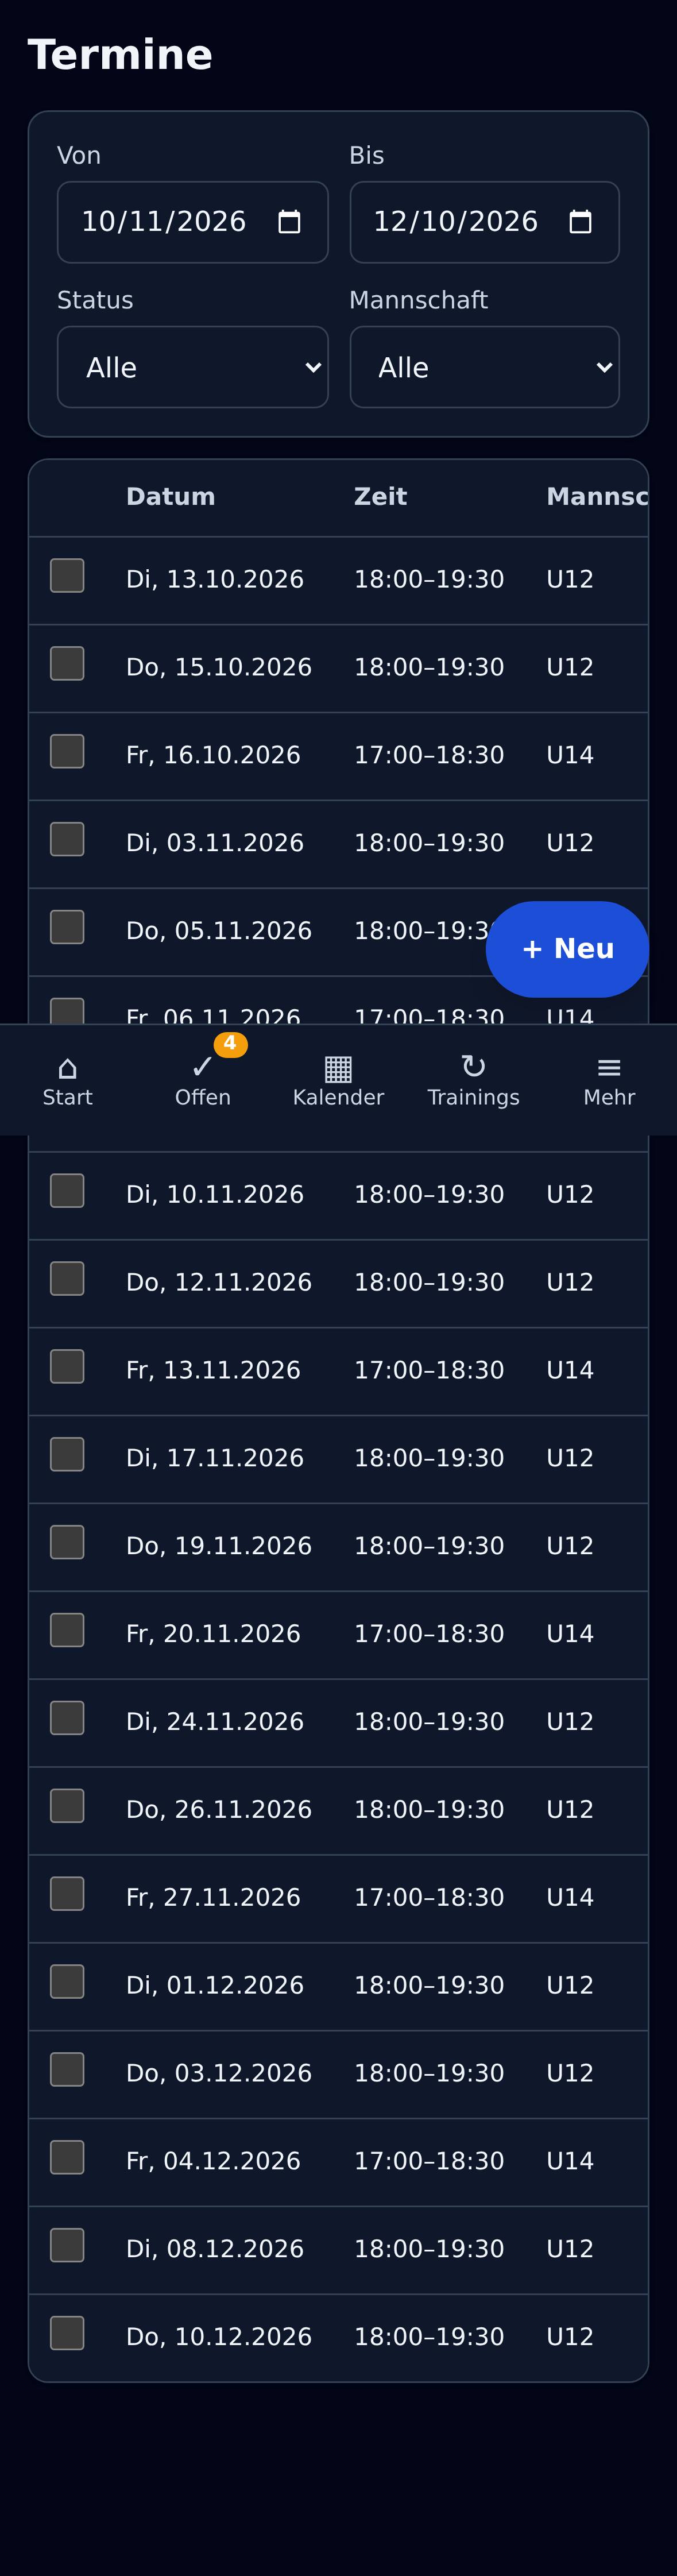 Termine
Von Bis
10/11/2026 12/10/2026
Status Mannschaft
Alle Alle
Datum Zeit
Di, 13.10.2026 18:00–19:30 U12
Do, 15.10.2026 18:00–19:30 U12
Fr, 16.10.2026 17:00–18:30 U14
Di, 03.11.2026 18:00–19:30 U12
Do, 05.11.2026
+ Neu
Fr, 06.11.2026 17:00–18:30 U14
4
Start Offen Kalender Trainings Mehr
Di, 10.11.2026 18:00–19:30 U12
Do, 12.11.2026 18:00–19:30 U12
Fr, 13.11.2026 17:00–18:30 U14
Di, 17.11.2026 18:00–19:30 U12
Do, 19.11.2026 18:00–19:30 U12
Fr, 20.11.2026 17:00–18:30 U14
Di, 24.11.2026 18:00–19:30 U12
Do, 26.11.2026 18:00–19:30 U12
Fr, 27.11.2026 17:00–18:30 U14
Di, 01.12.2026 18:00–19:30 U12
Do, 03.12.2026 18:00–19:30 U12
Fr, 04.12.2026 17:00–18:30 U14
Di, 08.12.2026 18:00–19:30 U12
Do, 10.12.2026 18:00–19:30 U12